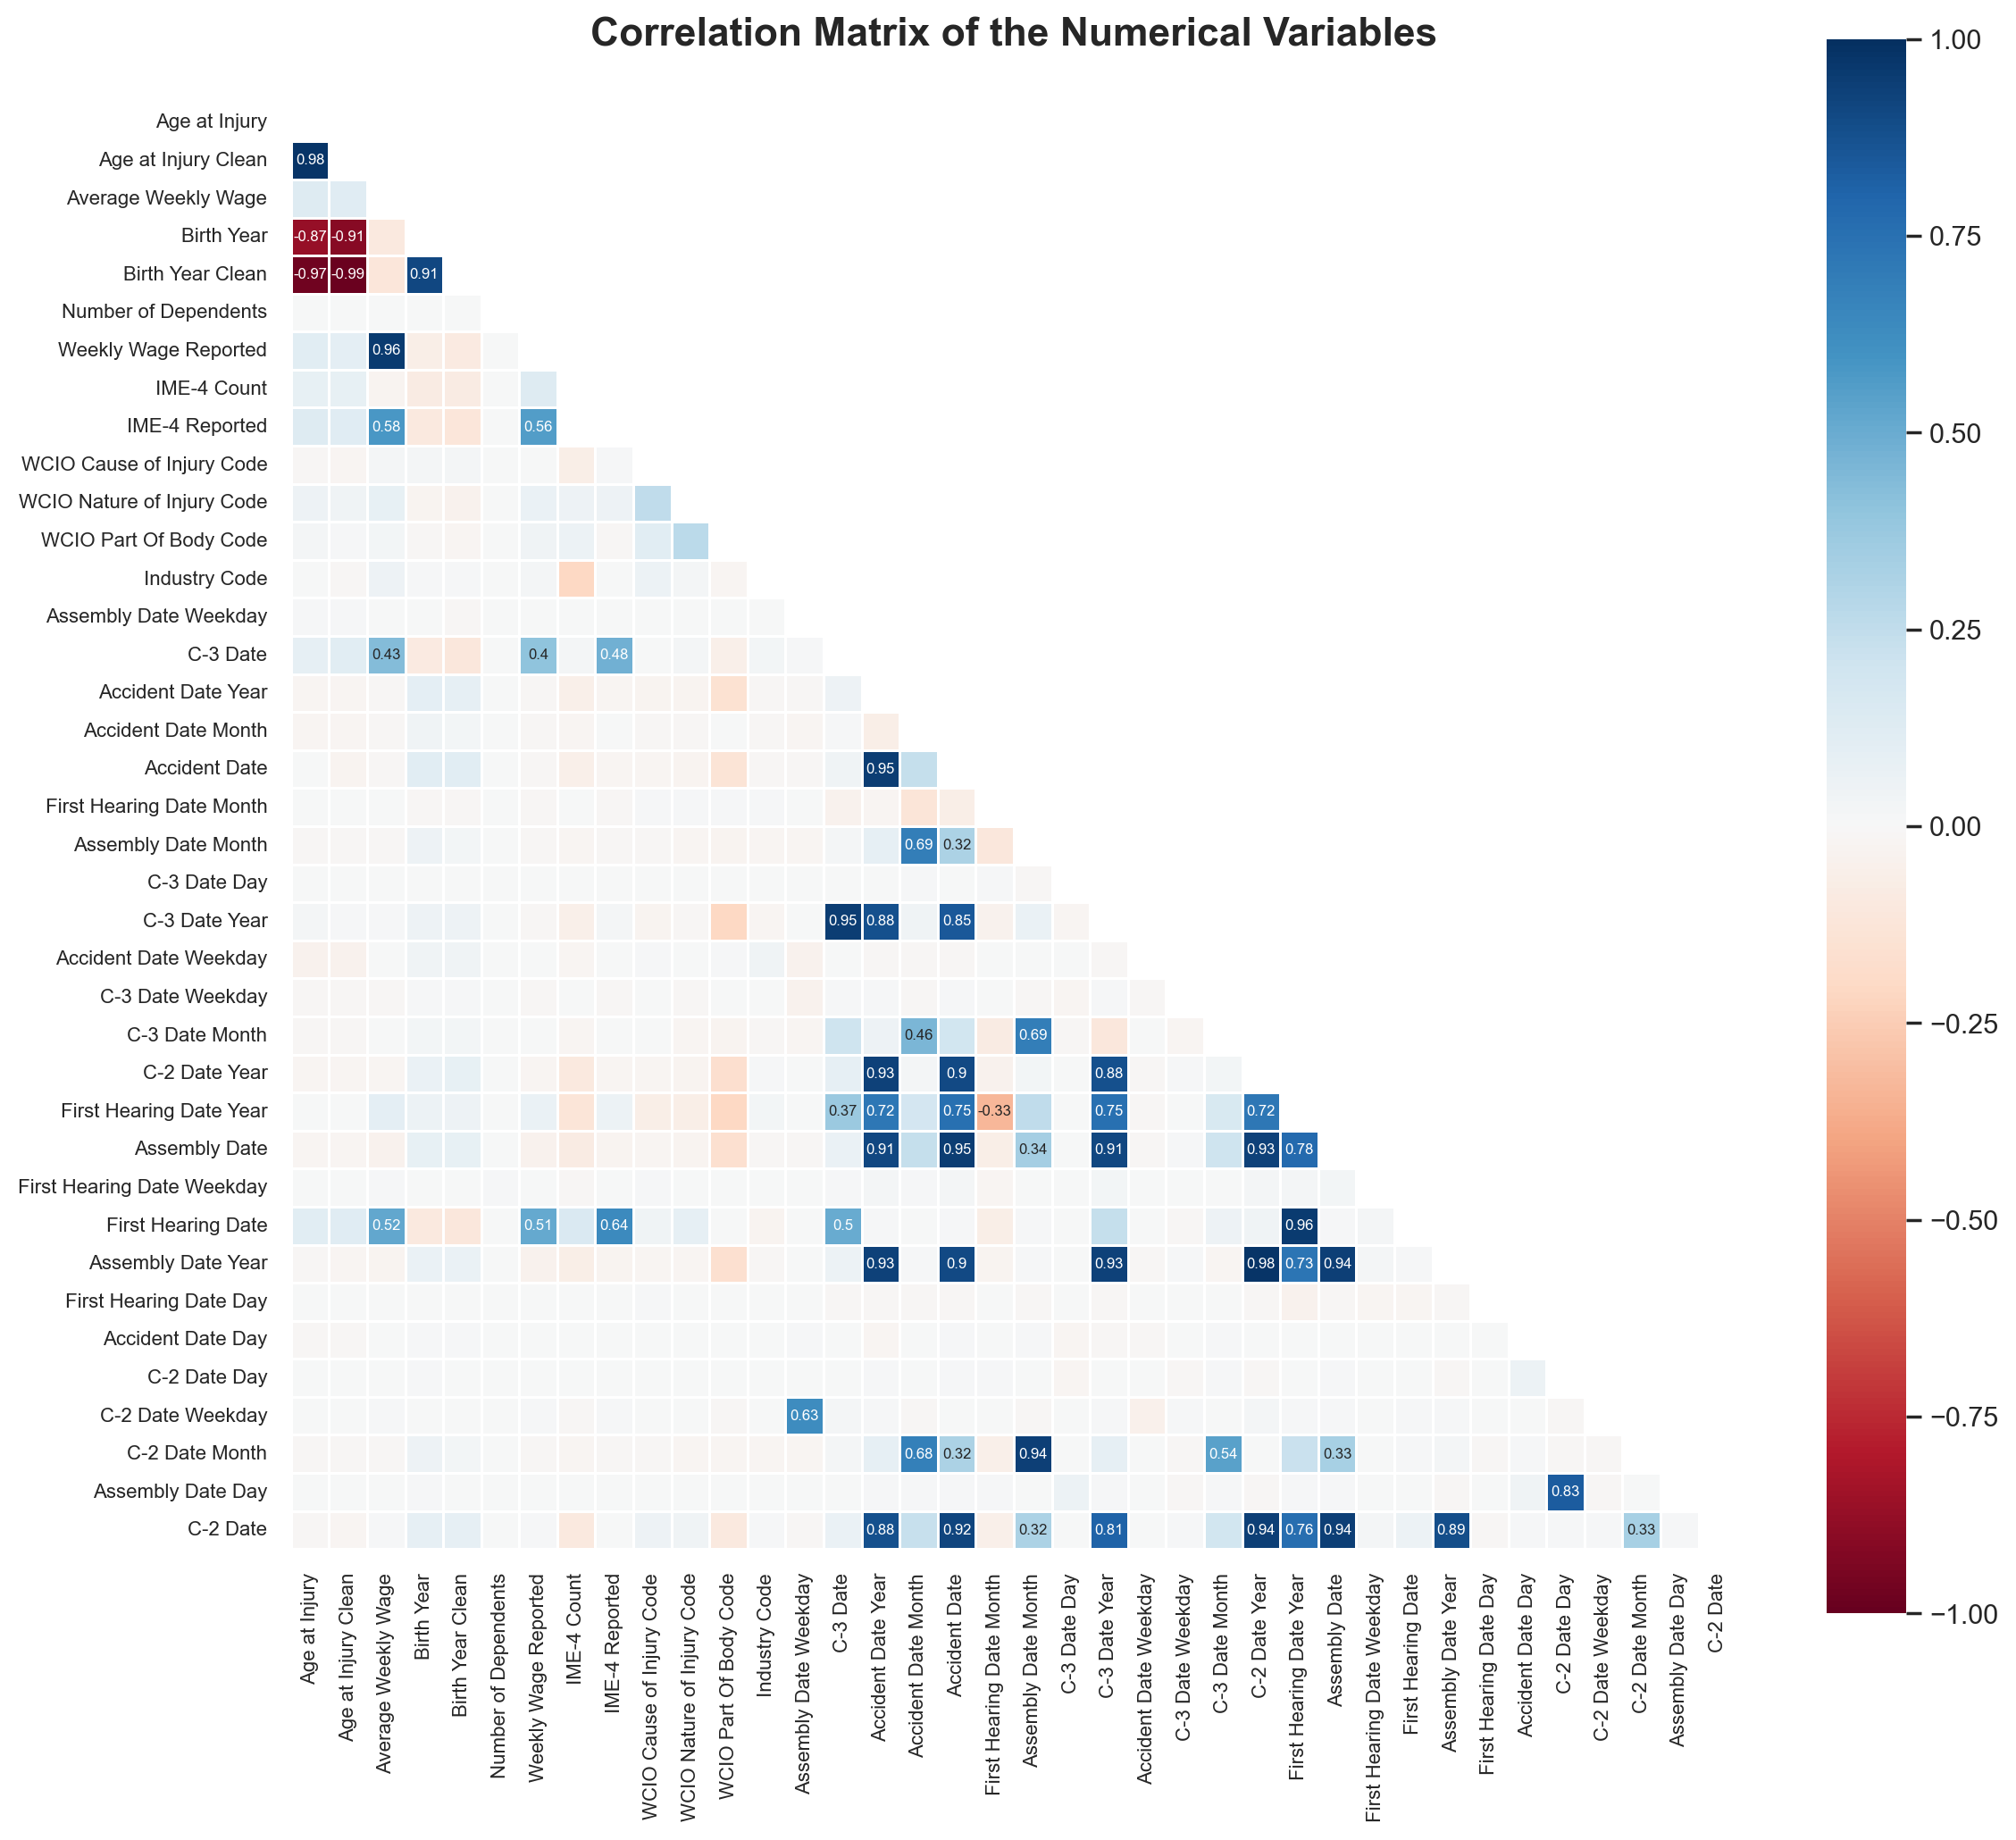 Correlation Matrix of the Numerical Variables
1.00
0.75
0.50
0.25
0.00
−0.25
−0.50
−0.75
−1.00
Age at Injury
Age at Injury Clean 0.98
Average Weekly Wage
Birth Year -0.87 -0.91
Birth Year Clean -0.97 -0.99 0.91
Number of Dependents
Weekly Wage Reported 0.96
IME-4 Count
IME-4 Reported 0.58 0.56
WCIO Cause of Injury Code
WCIO Nature of Injury Code
WCIO Part Of Body Code
Industry Code
Assembly Date Weekday
C-3 Date 0.43 0.4 0.48
Accident Date Year
Accident Date Month
Accident Date 0.95
First Hearing Date Month
Assembly Date Month 0.69 0.32
C-3 Date Day
C-3 Date Year 0.95 0.88 0.85
Accident Date Weekday
C-3 Date Weekday
C-3 Date Month 0.46 0.69
C-2 Date Year 0.93 0.9 0.88
First Hearing Date Year 0.37 0.72 0.75 -0.33 0.75 0.72
Assembly Date 0.91 0.95 0.34 0.91 0.93 0.78
First Hearing Date Weekday
First Hearing Date 0.52 0.51 0.64 0.5 0.96
Assembly Date Year 0.93 0.9 0.93 0.98 0.73 0.94
First Hearing Date Day
Accident Date Day
C-2 Date Day
C-2 Date Weekday 0.63
C-2 Date Month 0.68 0.32 0.94 0.54 0.33
Assembly Date Day 0.83
C-2 Date 0.88 0.92 0.32 0.81 0.94 0.76 0.94 0.89 0.33
Age at Injury
Age at Injury Clean
Average Weekly Wage
Birth Year
Birth Year Clean
Number of Dependents
Weekly Wage Reported
IME-4 Count
IME-4 Reported
WCIO Cause of Injury Code
WCIO Nature of Injury Code
WCIO Part Of Body Code
Industry Code
Assembly Date Weekday
C-3 Date
Accident Date Year
Accident Date Month
Accident Date
First Hearing Date Month
Assembly Date Month
C-3 Date Day
C-3 Date Year
Accident Date Weekday
C-3 Date Weekday
C-3 Date Month
C-2 Date Year
First Hearing Date Year
Assembly Date
First Hearing Date Weekday
First Hearing Date
Assembly Date Year
First Hearing Date Day
Accident Date Day
C-2 Date Day
C-2 Date Weekday
C-2 Date Month
Assembly Date Day
C-2 Date